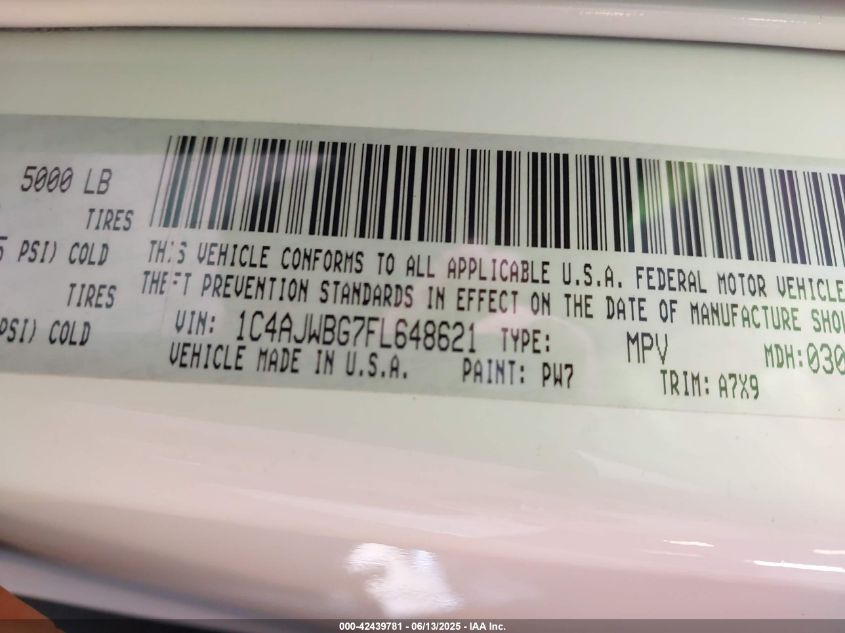 5000 LB
TIRES
5 PSI) COLD
TIRES
PSI) COLD
THIS VEHICLE CONFORMS TO ALL APPLICABLE U.S.A. FEDERAL MOTOR VEHICLE
THEFT PREVENTION STANDARDS IN EFFECT ON THE DATE OF MANUFACTURE SHOW
VIN: 1C4AJWBG7FL648621 TYPE: MPV MDH: 030
VEHICLE MADE IN U.S.A. PAINT: PW7 TRIM: A7X9
000-42439781 - 06/13/2025 - IAA Inc.